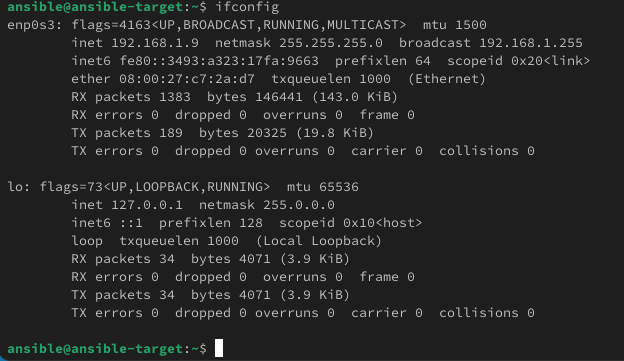 ansible@ansible-target:~$ ifconfig
enp0s3: flags=4163<UP,BROADCAST,RUNNING,MULTICAST>  mtu 1500
        inet 192.168.1.9  netmask 255.255.255.0  broadcast 192.168.1.255
        inet6 fe80::3493:a323:17fa:9663  prefixlen 64  scopeid 0x20<link>
        ether 08:00:27:c7:2a:d7  txqueuelen 1000  (Ethernet)
        RX packets 1383  bytes 146441 (143.0 KiB)
        RX errors 0  dropped 0  overruns 0  frame 0
        TX packets 189  bytes 20325 (19.8 KiB)
        TX errors 0  dropped 0 overruns 0  carrier 0  collisions 0

lo: flags=73<UP,LOOPBACK,RUNNING>  mtu 65536
        inet 127.0.0.1  netmask 255.0.0.0
        inet6 ::1  prefixlen 128  scopeid 0x10<host>
        loop  txqueuelen 1000  (Local Loopback)
        RX packets 34  bytes 4071 (3.9 KiB)
        RX errors 0  dropped 0  overruns 0  frame 0
        TX packets 34  bytes 4071 (3.9 KiB)
        TX errors 0  dropped 0 overruns 0  carrier 0  collisions 0

ansible@ansible-target:~$